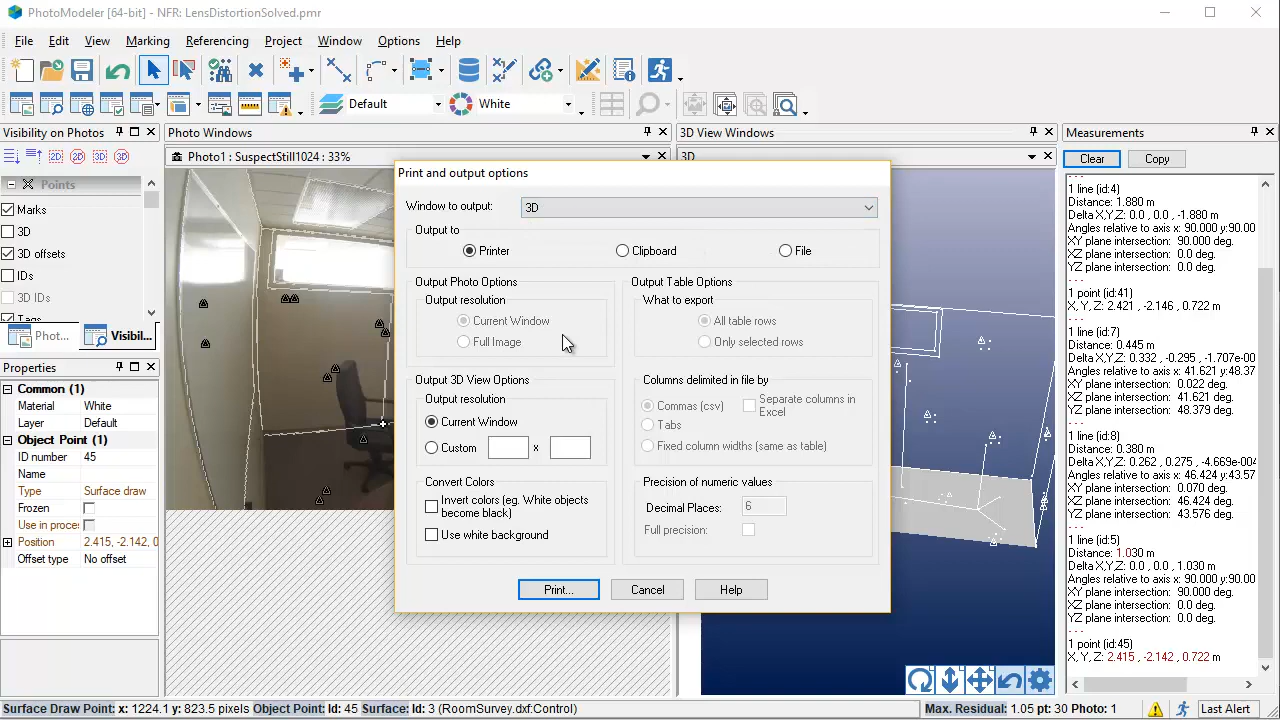 PhotoModeler [64-bit] - NFR: LensDistortionSolved.pmr
File Edit View Marking Referencing Project Window Options Help
Default White
Visibility on Photos
Photo Windows
3D View Windows
Measurements
Photo1 : SuspectStill1024 : 33%
3D
Clear Copy
Points
Marks
3D
3D offsets
IDs
3D IDs
Tags
Phot... Visibili...
Properties
Common (1)
Material White
Layer Default
Object Point (1)
ID number 45
Name
Type Surface draw
Frozen
Use in proce
Position 2.415, -2.142, 0
Offset type No offset
Print and output options
Window to output: 3D
Output to
Printer Clipboard File
Output Photo Options
Output resolution
Current Window
Full Image
Output Table Options
What to export
All table rows
Only selected rows
Output 3D View Options
Output resolution
Current Window
Custom x
Columns delimited in file by
Commas (csv) Separate columns in
Excel
Tabs
Fixed column widths (same as table)
Convert Colors
Invert colors (eg. White objects
become black)
Use white background
Precision of numeric values
Decimal Places: 6
Full precision:
Print... Cancel Help
1 line (id:4)
Distance: 1.880 m
Delta X,Y,Z: 0.0 , 0.0 , -1.880 m
Angles relative to axis x: 90.000 y:90.00
XY plane intersection: 90.000 deg.
XZ plane intersection: 0.0 deg.
YZ plane intersection: 0.0 deg.
1 point (id:41)
X, Y, Z: 2.421 , -2.146 , 0.722 m
1 line (id:7)
Distance: 0.445 m
Delta X,Y,Z: 0.332 , -0.295 , -1.707e-00
Angles relative to axis x: 41.621 y:48.37
XY plane intersection: 0.022 deg.
XZ plane intersection: 41.621 deg.
YZ plane intersection: 48.379 deg.
1 line (id:8)
Distance: 0.380 m
Delta X,Y,Z: 0.262 , 0.275 , -4.669e-004
Angles relative to axis x: 46.424 y:43.57
XY plane intersection: 0.070 deg.
XZ plane intersection: 46.424 deg.
YZ plane intersection: 43.576 deg.
1 line (id:5)
Distance: 1.030 m
Delta X,Y,Z: 0.0 , 0.0 , 1.030 m
Angles relative to axis x: 90.000 y:90.00
XY plane intersection: 90.000 deg.
XZ plane intersection: 0.0 deg.
YZ plane intersection: 0.0 deg.
1 point (id:45)
X, Y, Z: 2.415 , -2.142 , 0.722 m
Surface Draw Point: x: 1224.1 y: 823.5 pixels Object Point: Id: 45 Surface: Id: 3 (RoomSurvey.dxf:Control)
Max. Residual: 1.05 pt: 30 Photo: 1
Last Alert